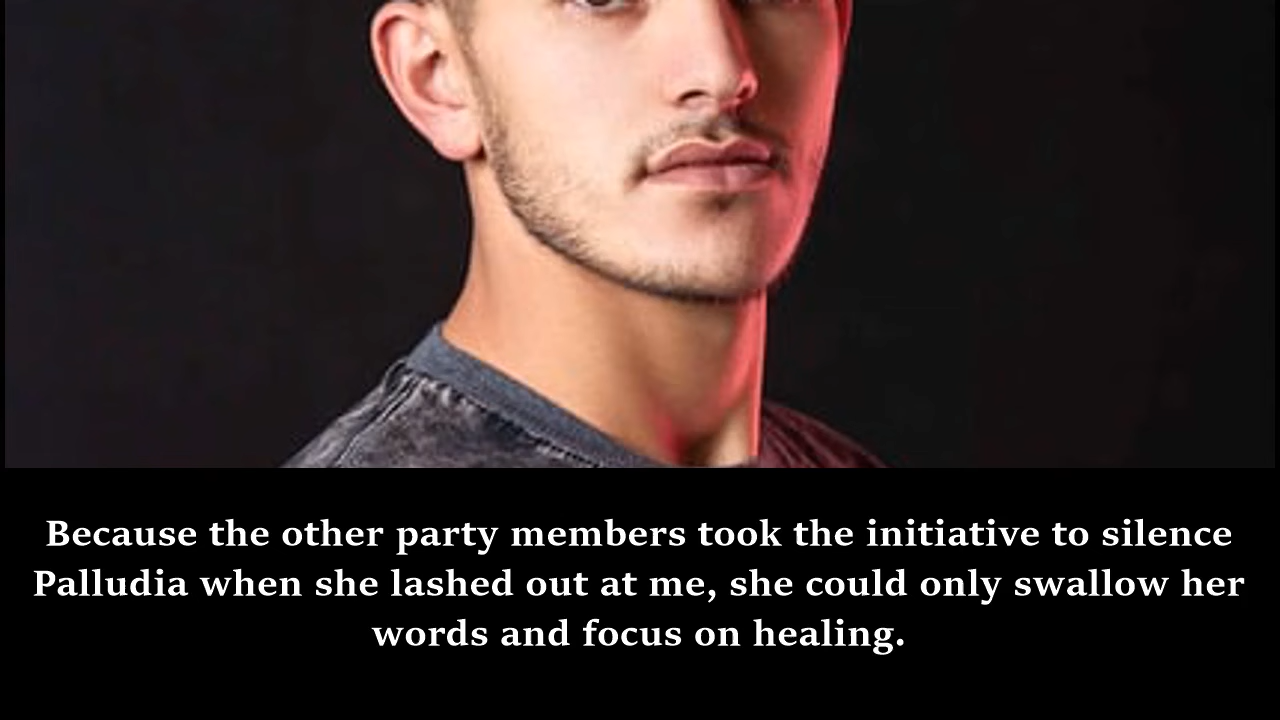 Because the other party members took the initiative to silence
Palludia when she lashed out at me, she could only swallow her
words and focus on healing.